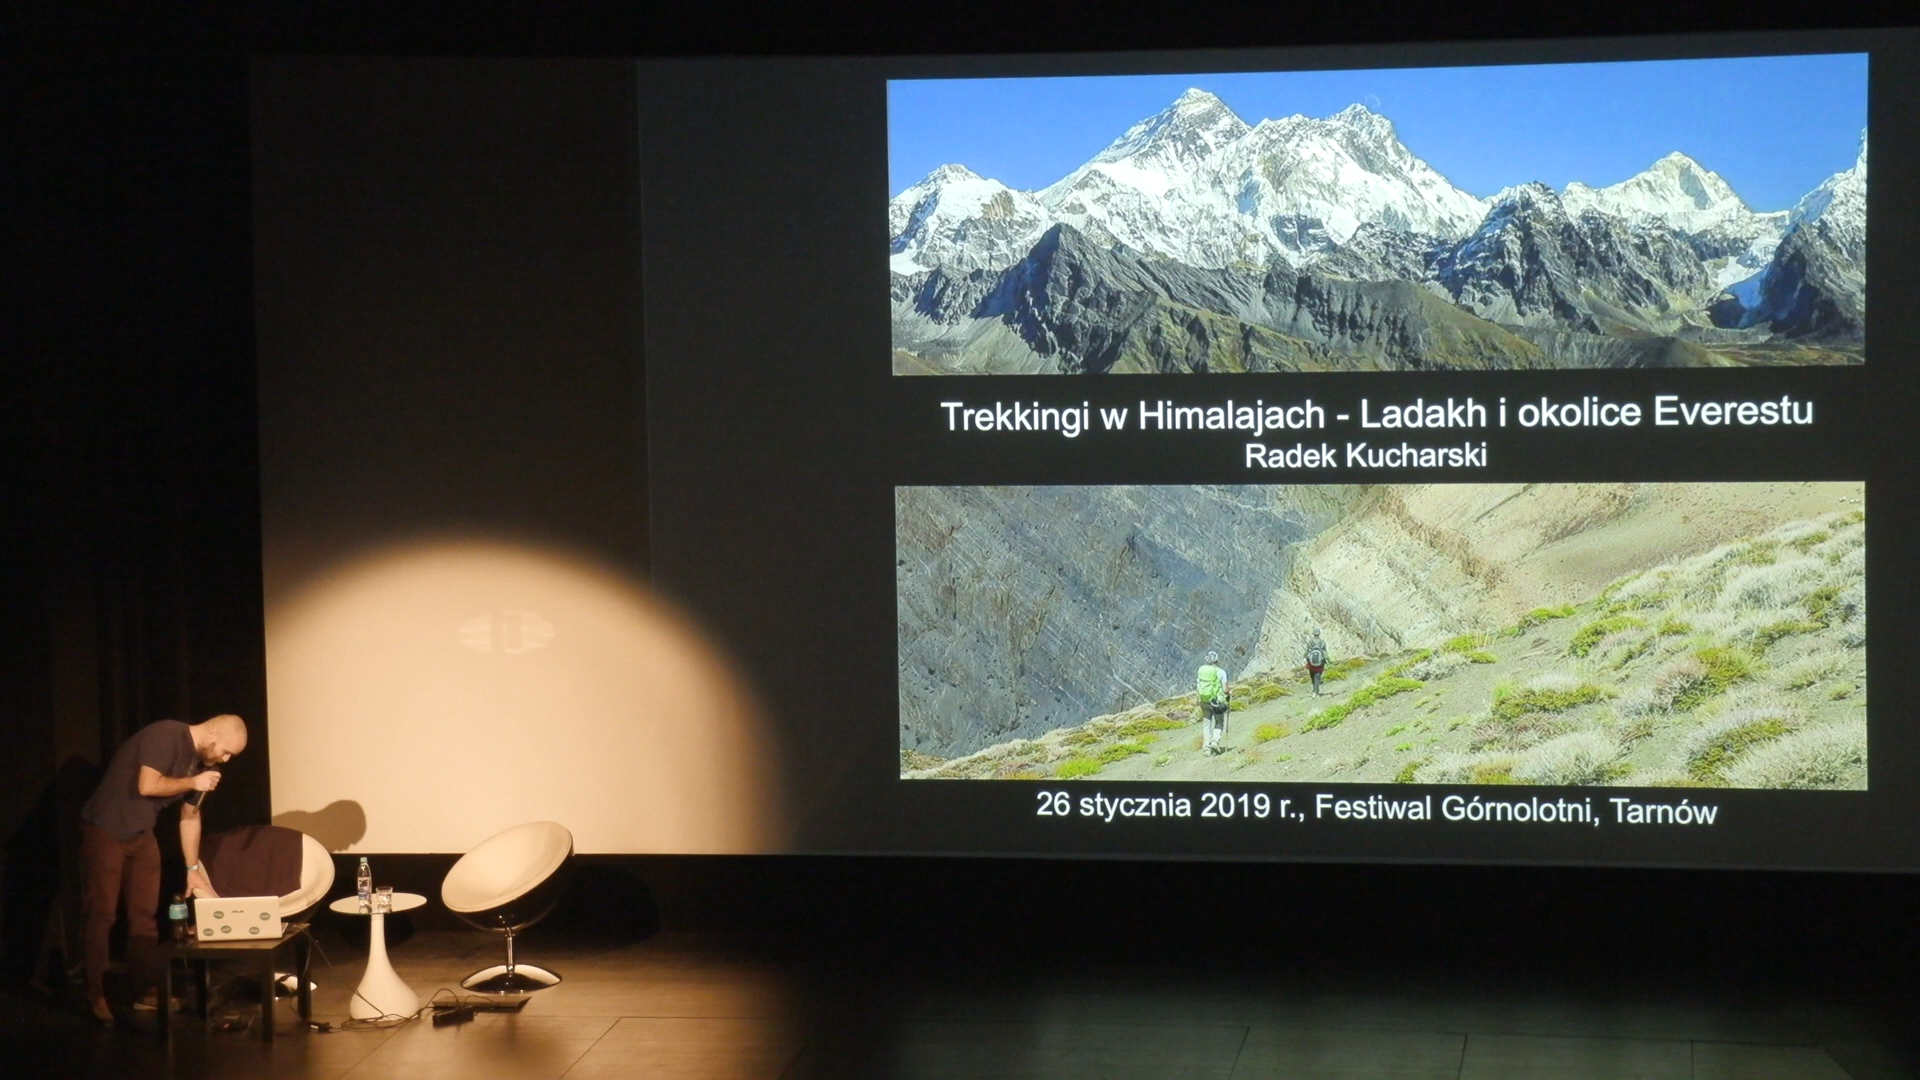 Trekkingi w Himalajach - Ladakh i okolice Everestu
Radek Kucharski
26 stycznia 2019 r., Festiwal Górnolotni, Tarnów